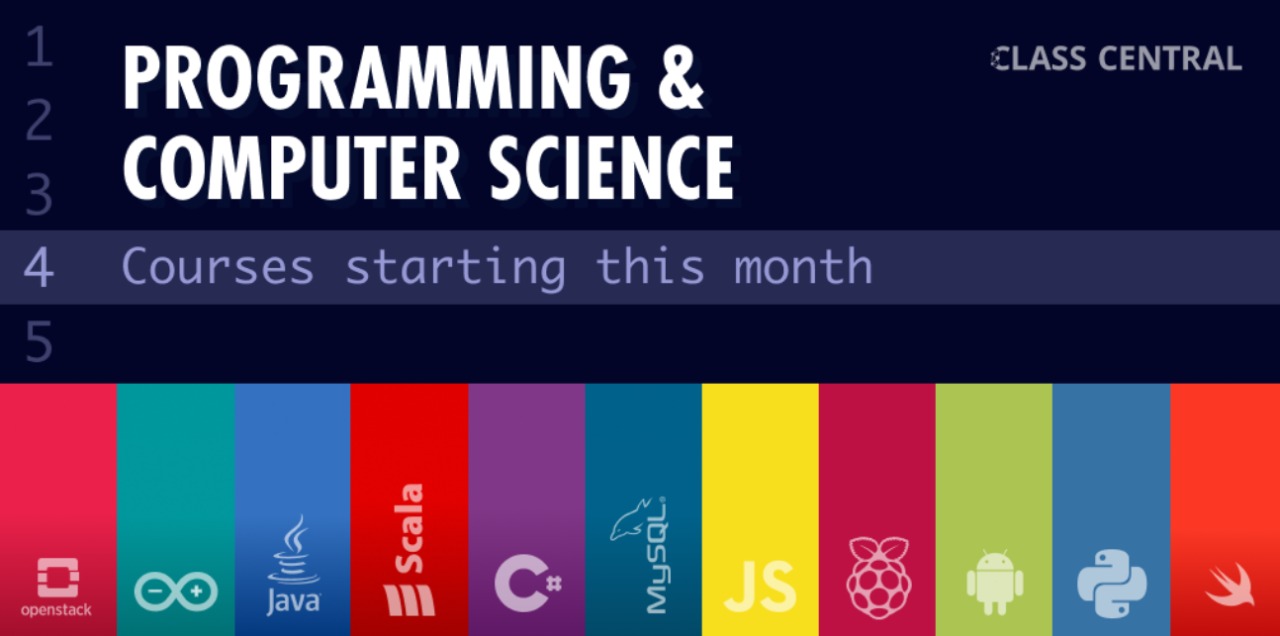 1
PROGRAMMING &
CLASS CENTRAL
2
COMPUTER SCIENCE
3
4 Courses starting this month
5
openstack
Java
Scala
C#
MySQL
JS